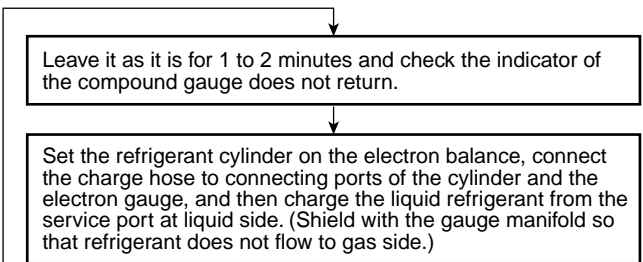 Leave it as it is for 1 to 2 minutes and check the indicator of
the compound gauge does not return.
Set the refrigerant cylinder on the electron balance, connect
the charge hose to connecting ports of the cylinder and the
electron gauge, and then charge the liquid refrigerant from the
service port at liquid side. (Shield with the gauge manifold so
that refrigerant does not flow to gas side.)